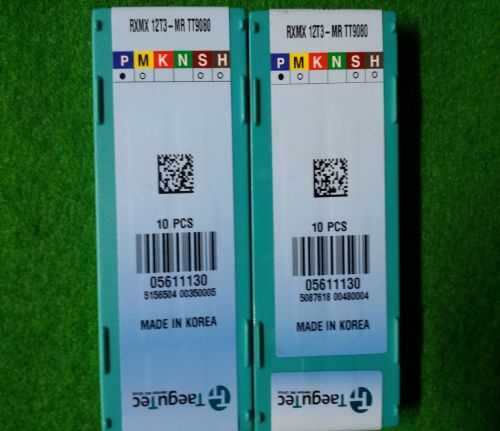 RXMX 12T3-MR TT9080
P M K N S H
10 PCS
05611130
5156504 00350005
MADE IN KOREA
TaeguTec
RXMX 12T3-MR TT9080
P M K N S H
10 PCS
05611130
5087618 00480004
MADE IN KOREA
TaeguTec